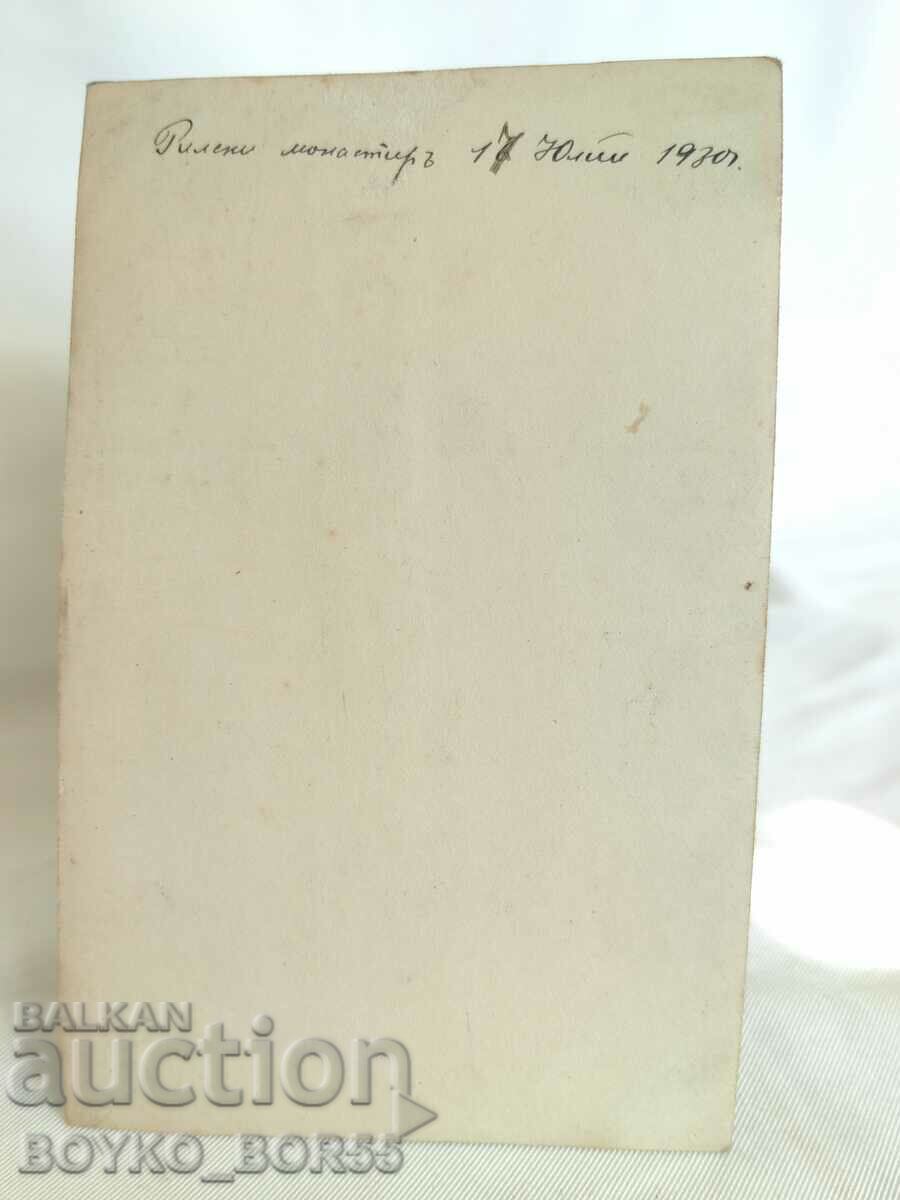 Рилски монастиръ 17 Юлий 1930г.
BALKAN
auction
BOYKO_BOR55